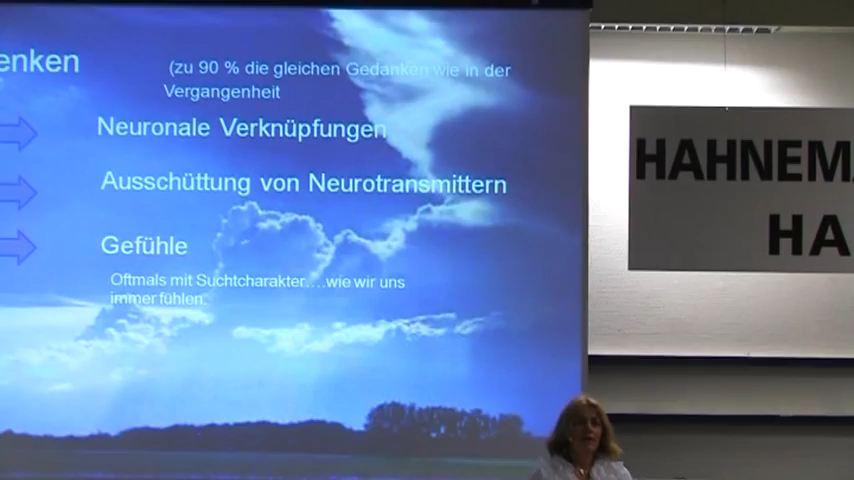 enken
(zu 90 % die gleichen Gedanken wie in der
Vergangenheit
Neuronale Verknüpfungen
Ausschüttung von Neurotransmittern
Gefühle
Oftmals mit Suchtcharakter….wie wir uns
immer fühlen.
HAHNEMA
HA